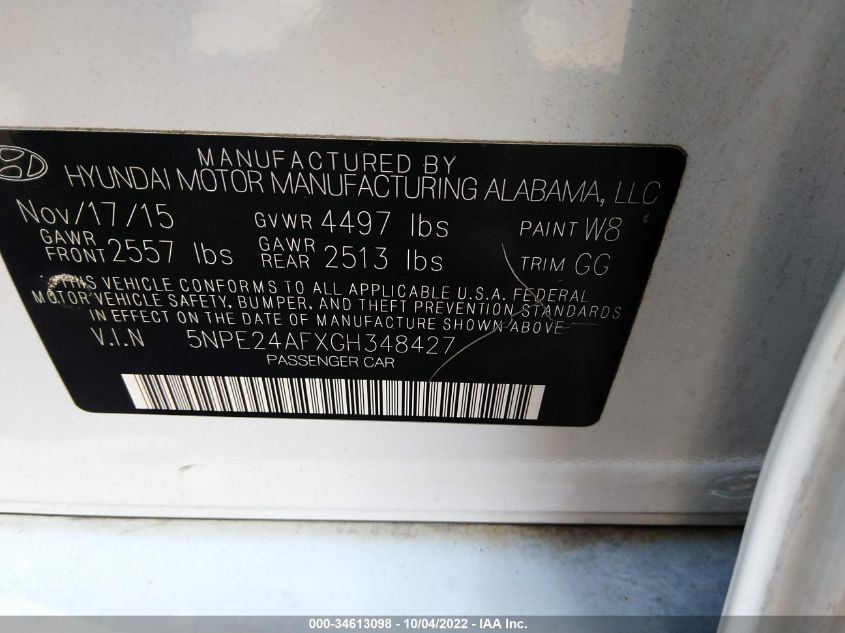 MANUFACTURED BY
HYUNDAI MOTOR MANUFACTURING ALABAMA, LLC
Nov/17/15 GVWR 4497 lbs PAINT W8
GAWR FRONT 2557 lbs GAWR REAR 2513 lbs TRIM GG
THIS VEHICLE CONFORMS TO ALL APPLICABLE U.S.A. FEDERAL
MOTOR VEHICLE SAFETY, BUMPER, AND THEFT PREVENTION STANDARDS
IN EFFECT ON THE DATE OF MANUFACTURE SHOWN ABOVE
V.I.N 5NPE24AFXGH348427
PASSENGER CAR
000-34613098 - 10/04/2022 - IAA Inc.